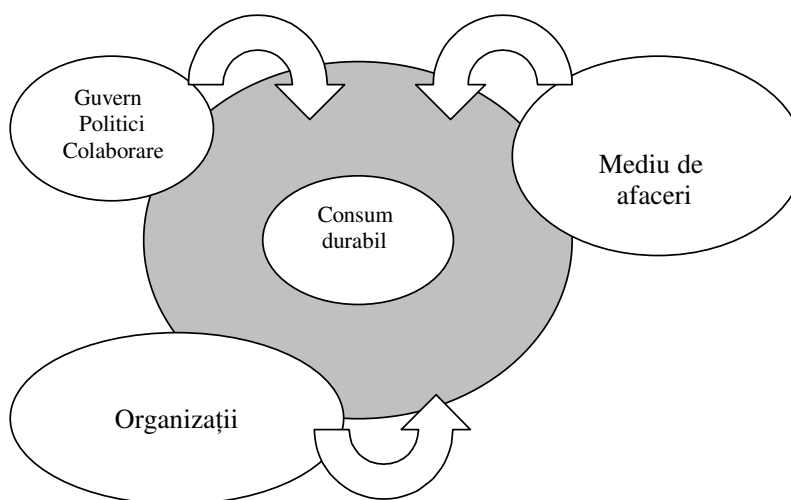 Guvern
Politici
Colaborare
Mediu de
afaceri
Consum
durabil
Organizații